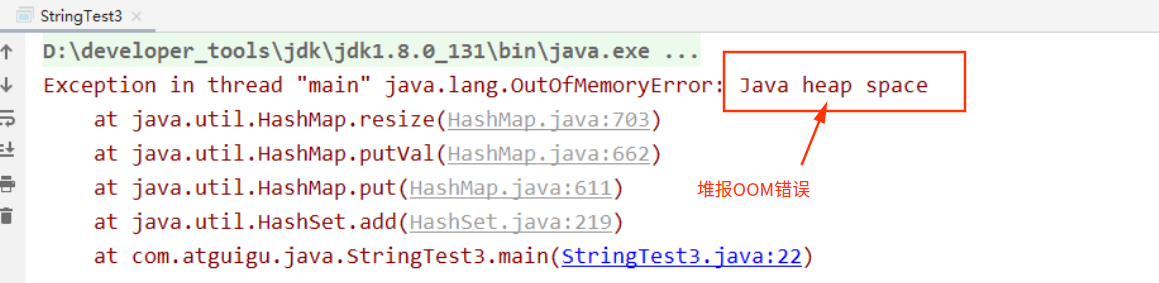 StringTest3
D:\developer_tools\jdk\jdk1.8.0_131\bin\java.exe ...
Exception in thread "main" java.lang.OutOfMemoryError: Java heap space
at java.util.HashMap.resize(HashMap.java:703)
at java.util.HashMap.putVal(HashMap.java:662)
at java.util.HashMap.put(HashMap.java:611)
堆报OOM错误
at java.util.HashSet.add(HashSet.java:219)
at com.atguigu.java.StringTest3.main(StringTest3.java:22)